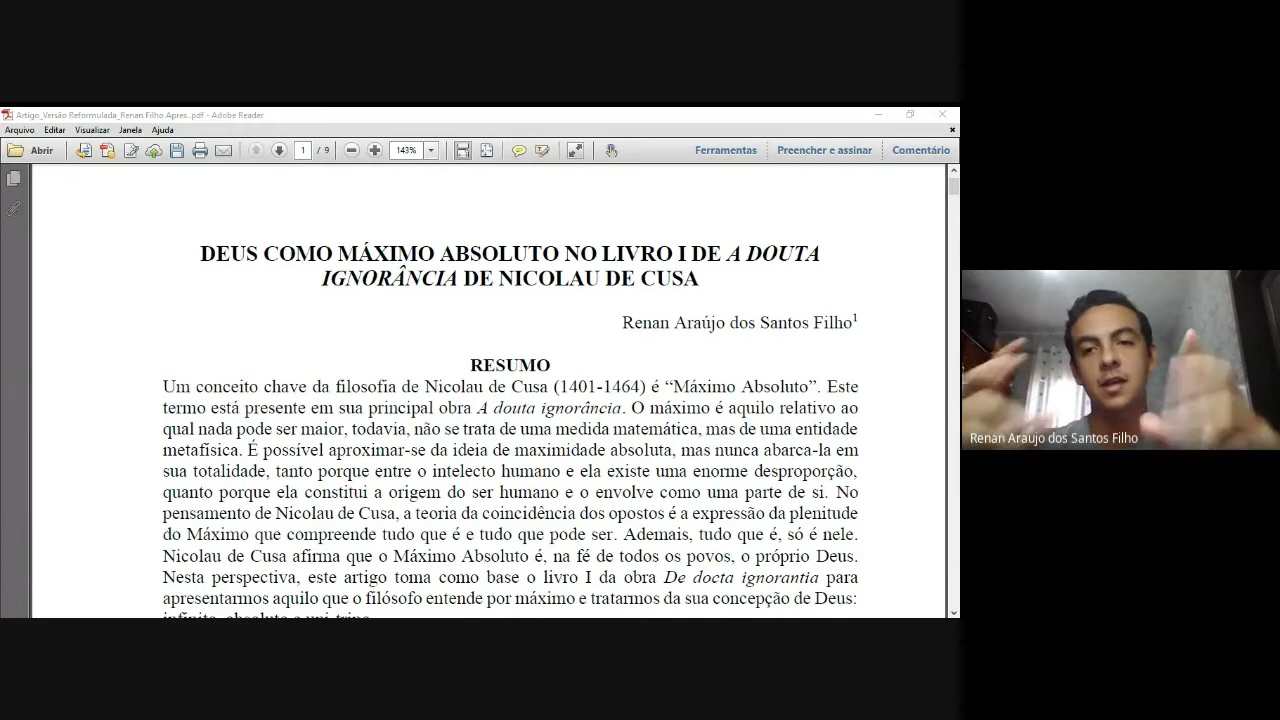 Artigo_Versão Reformulada_Renan Filho Apres..pdf - Adobe Reader
Arquivo Editar Visualizar Janela Ajuda
Abrir 1 / 9 143% Ferramentas Preencher e assinar Comentário
DEUS COMO MÁXIMO ABSOLUTO NO LIVRO I DE A DOUTA
IGNORÂNCIA DE NICOLAU DE CUSA
Renan Araújo dos Santos Filho1
RESUMO
Um conceito chave da filosofia de Nicolau de Cusa (1401-1464) é “Máximo Absoluto”. Este
termo está presente em sua principal obra A douta ignorância. O máximo é aquilo relativo ao
qual nada pode ser maior, todavia, não se trata de uma medida matemática, mas de uma entidade
metafísica. É possível aproximar-se da ideia de maximidade absoluta, mas nunca abarca-la em
sua totalidade, tanto porque entre o intelecto humano e ela existe uma enorme desproporção,
quanto porque ela constitui a origem do ser humano e o envolve como uma parte de si. No
pensamento de Nicolau de Cusa, a teoria da coincidência dos opostos é a expressão da plenitude
do Máximo que compreende tudo que é e tudo que pode ser. Ademais, tudo que é, só é nele.
Nicolau de Cusa afirma que o Máximo Absoluto é, na fé de todos os povos, o próprio Deus.
Nesta perspectiva, este artigo toma como base o livro I da obra De docta ignorantia para
apresentarmos aquilo que o filósofo entende por máximo e tratarmos da sua concepção de Deus:
infinito, absoluto e uni-trino.
Renan Araujo dos Santos Filho